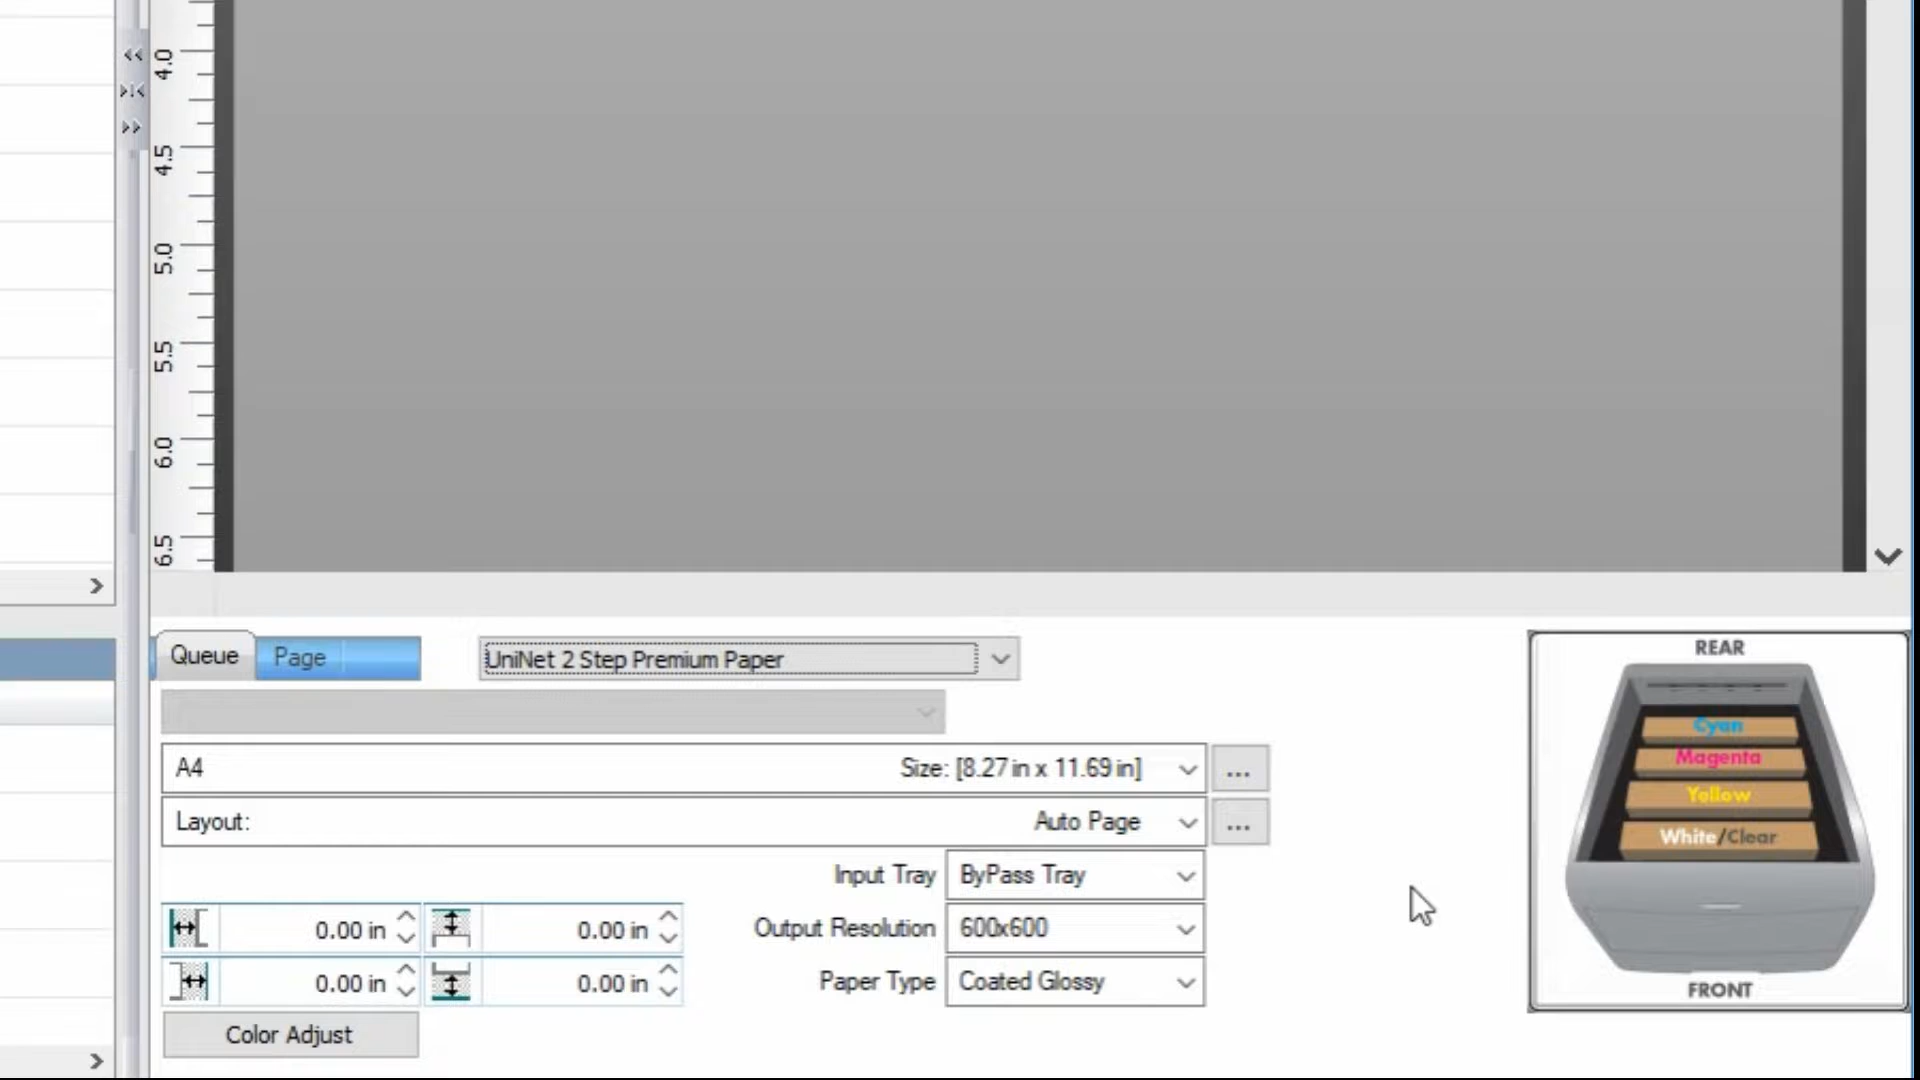 4.0
4.5
5.0
5.5
6.0
6.5
Queue Page UniNet 2 Step Premium Paper
A4 Size: [8.27 in x 11.69 in] ...
Layout: Auto Page ...
Input Tray ByPass Tray
0.00 in 0.00 in Output Resolution 600x600
0.00 in 0.00 in Paper Type Coated Glossy
Color Adjust
REAR
Cyan
Magenta
Yellow
White/Clear
FRONT